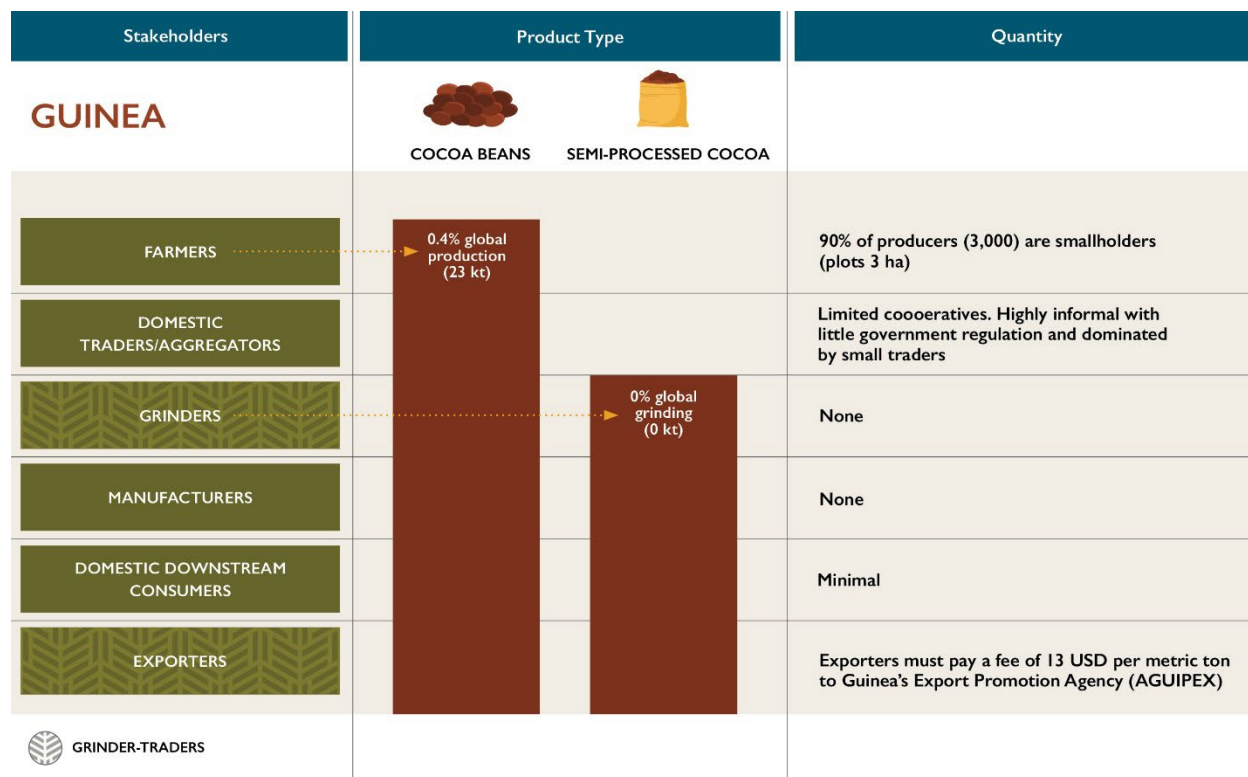 Stakeholders
Product Type
Quantity
GUINEA
COCOA BEANS
SEMI-PROCESSED COCOA
FARMERS
0.4% global
production
(23 kt)
90% of producers (3,000) are smallholders
(plots 3 ha)
DOMESTIC
TRADERS/AGGREGATORS
Limited coooeratives. Highly informal with
little government regulation and dominated
by small traders
GRINDERS
0% global
grinding
(0 kt)
None
MANUFACTURERS
None
DOMESTIC DOWNSTREAM
CONSUMERS
Minimal
EXPORTERS
Exporters must pay a fee of 13 USD per metric ton
to Guinea's Export Promotion Agency (AGUIPEX)
GRINDER-TRADERS